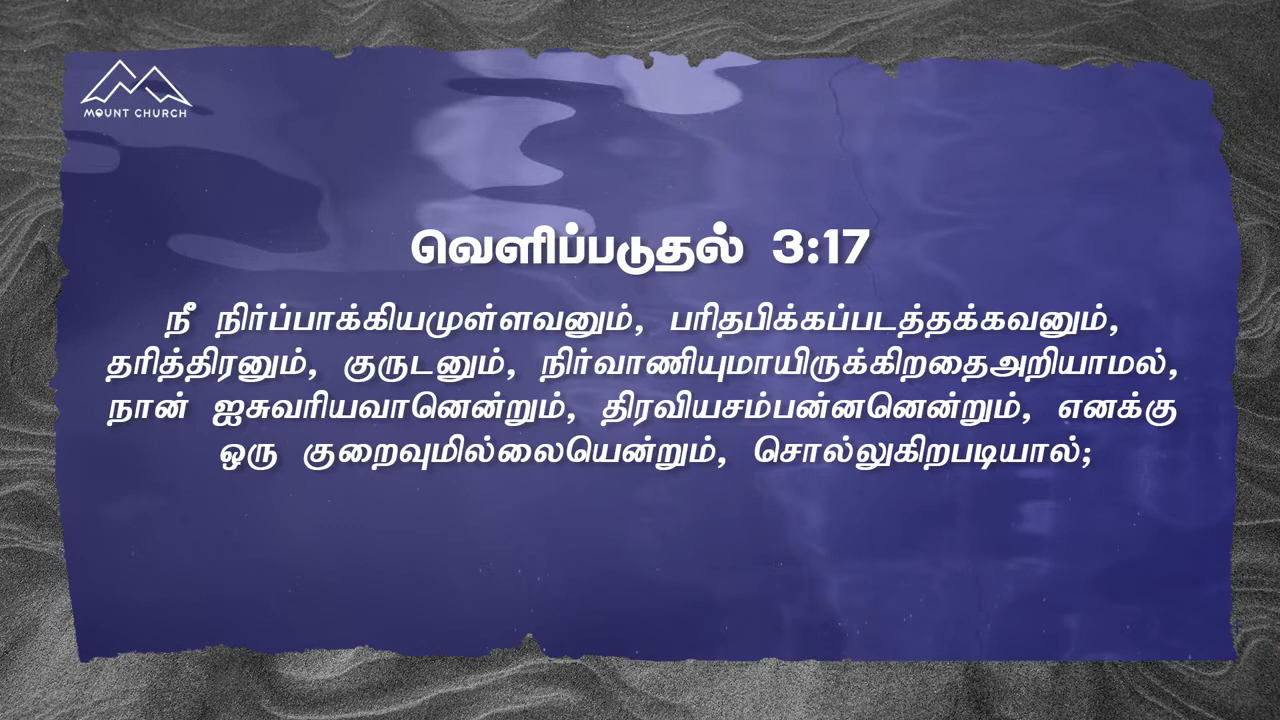 MOUNT CHURCH
வெளிப்படுதல் 3:17
நீ நிர்ப்பாக்கியமுள்ளவனும், பரிதபிக்கப்படத்தக்கவனும்,
தரித்திரனும், குருடனும், நிர்வாணியுமாயிருக்கிறதைஅறியாமல்,
நான் ஐசுவரியவானென்றும், திரவியசம்பன்னனென்றும், எனக்கு
ஒரு குறைவுமில்லையென்றும், சொல்லுகிறபடியால்;